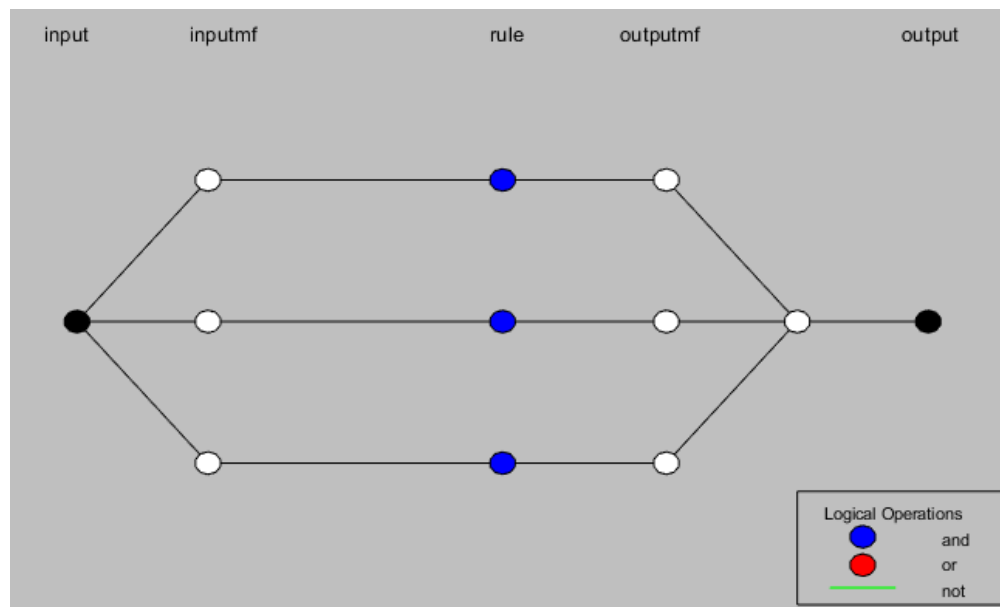 input inputmf rule outputmf output
Logical Operations
and
or
not